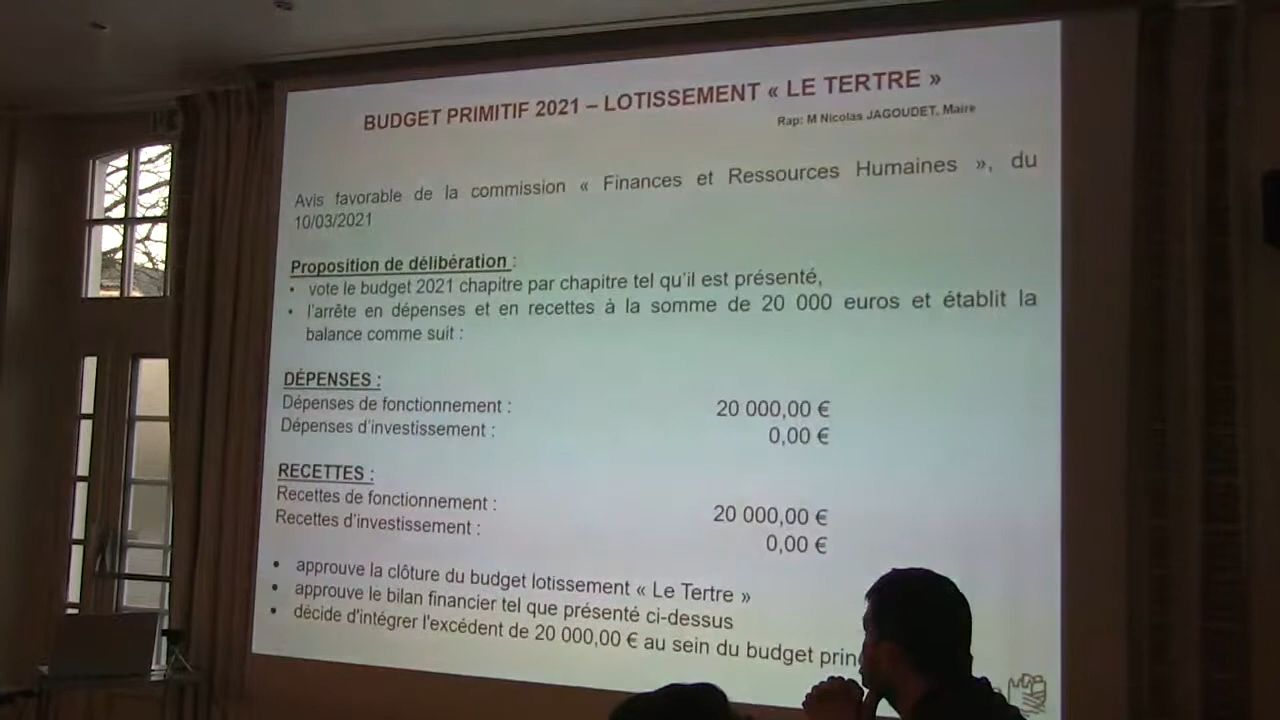 BUDGET PRIMITIF 2021 – LOTISSEMENT « LE TERTRE »
Rap: M Nicolas JAGOUDET, Maire
Avis favorable de la commission « Finances et Ressources Humaines », du
10/03/2021
Proposition de délibération :
• vote le budget 2021 chapitre par chapitre tel qu'il est présenté,
• l'arrête en dépenses et en recettes à la somme de 20 000 euros et établit la
balance comme suit :
DÉPENSES :
Dépenses de fonctionnement : 20 000,00 €
Dépenses d'investissement : 0,00 €
RECETTES :
Recettes de fonctionnement : 20 000,00 €
Recettes d'investissement : 0,00 €
• approuve la clôture du budget lotissement « Le Tertre »
• approuve le bilan financier tel que présenté ci-dessus
• décide d'intégrer l'excédent de 20 000,00 € au sein du budget